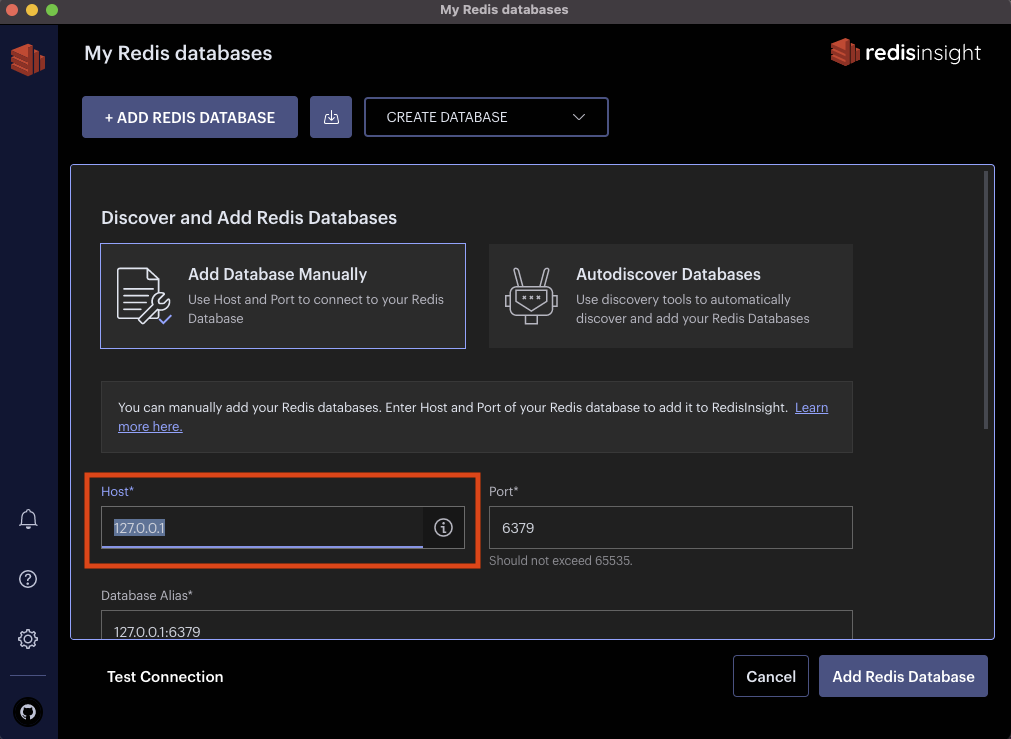 My Redis databases
My Redis databases
redisinsight
+ ADD REDIS DATABASE
CREATE DATABASE
Discover and Add Redis Databases
Add Database Manually
Use Host and Port to connect to your Redis
Database
Autodiscover Databases
Use discovery tools to automatically
discover and add your Redis Databases
You can manually add your Redis databases. Enter Host and Port of your Redis database to add it to RedisInsight. Learn
more here.
Host*
127.0.0.1
Port*
6379
Should not exceed 65535.
Database Alias*
127.0.0.1:6379
Test Connection
Cancel
Add Redis Database